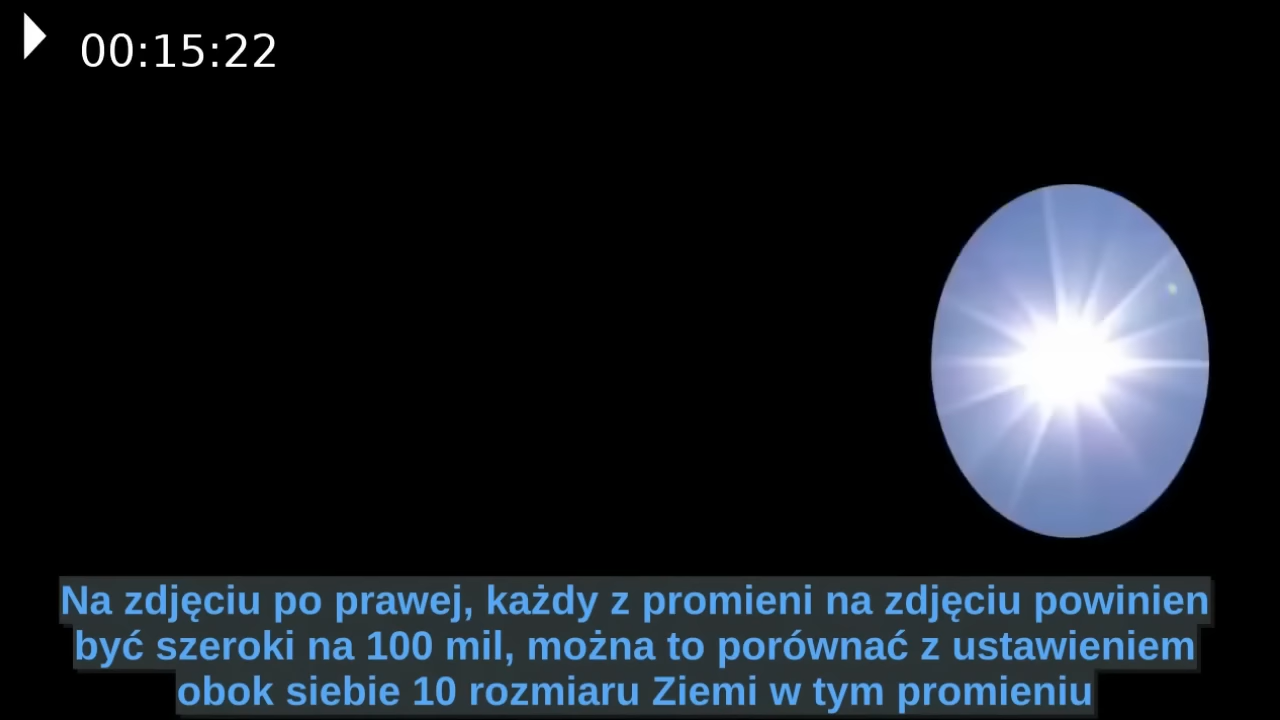 00:15:22
Na zdjęciu po prawej, każdy z promieni na zdjęciu powinien
być szeroki na 100 mil, można to porównać z ustawieniem
obok siebie 10 rozmiaru Ziemi w tym promieniu